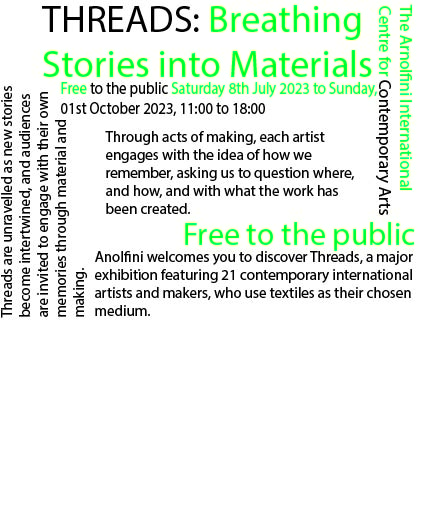 THREADS: Breathing
Stories into Materials
Free to the public Saturday 8th July 2023 to Sunday,
01st October 2023, 11:00 to 18:00
The Arnolfini International
Centre for Contemporary Arts
Through acts of making, each artist
engages with the idea of how we
remember, asking us to question where,
and how, and with what the work has
been created.
Free to the public
Anolfini welcomes you to discover Threads, a major
exhibition featuring 21 contemporary international
artists and makers, who use textiles as their chosen
medium.
Threads are unravelled as new stories
become intertwined, and audiences
are invited to engage with their own
memories through material and
making.